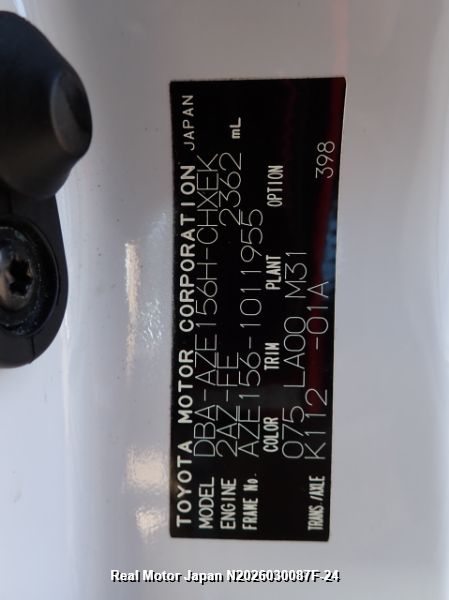 TOYOTA MOTOR CORPORATION JAPAN
MODEL DBA-AZE156H-CHXEK
ENGINE 2AZ-FE 2362 mL
FRAME No. AZE156-1011955
COLOR TRIM PLANT OPTION
075 LA00 M31
TRANS/AXLE K112 -01A 398
Real Motor Japan N2026030087F-24